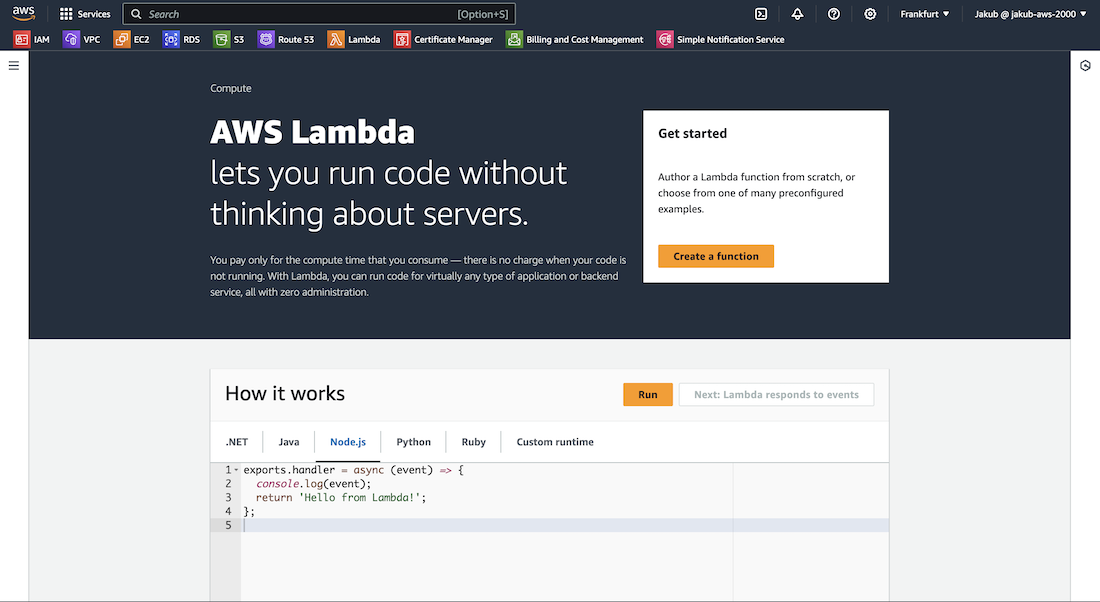 aws
Services
Search [Option+S]
Frankfurt
Jakub @ jakub-aws-2000
IAM VPC EC2 RDS S3 Route 53 Lambda Certificate Manager Billing and Cost Management Simple Notification Service
Compute
AWS Lambda
lets you run code without
thinking about servers.
You pay only for the compute time that you consume — there is no charge when your code is
not running. With Lambda, you can run code for virtually any type of application or backend
service, all with zero administration.
Get started
Author a Lambda function from scratch, or
choose from one of many preconfigured
examples.
Create a function
How it works
Run
Next: Lambda responds to events
.NET Java Node.js Python Ruby Custom runtime
1 exports.handler = async (event) => {
2   console.log(event);
3   return 'Hello from Lambda!';
4 };
5